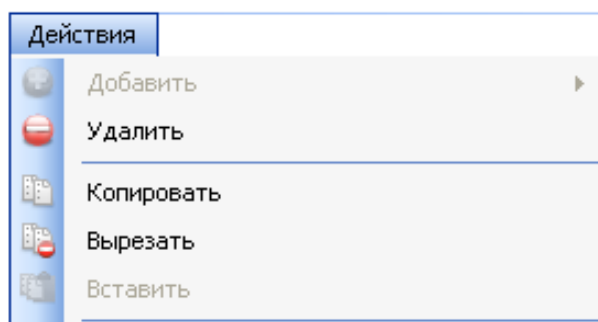 Действия
Добавить
Удалить
Копировать
Вырезать
Вставить